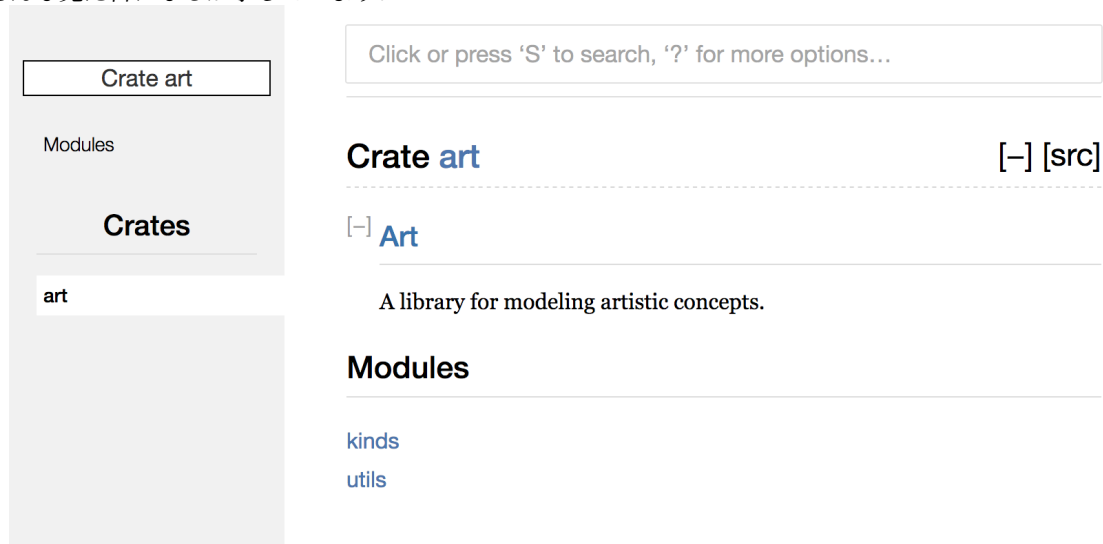 Click or press ‘S’ to search, ‘?’ for more options…
Crate art
Modules
Crates
art
Crate art
[−] [src]
[−] Art
A library for modeling artistic concepts.
Modules
kinds
utils